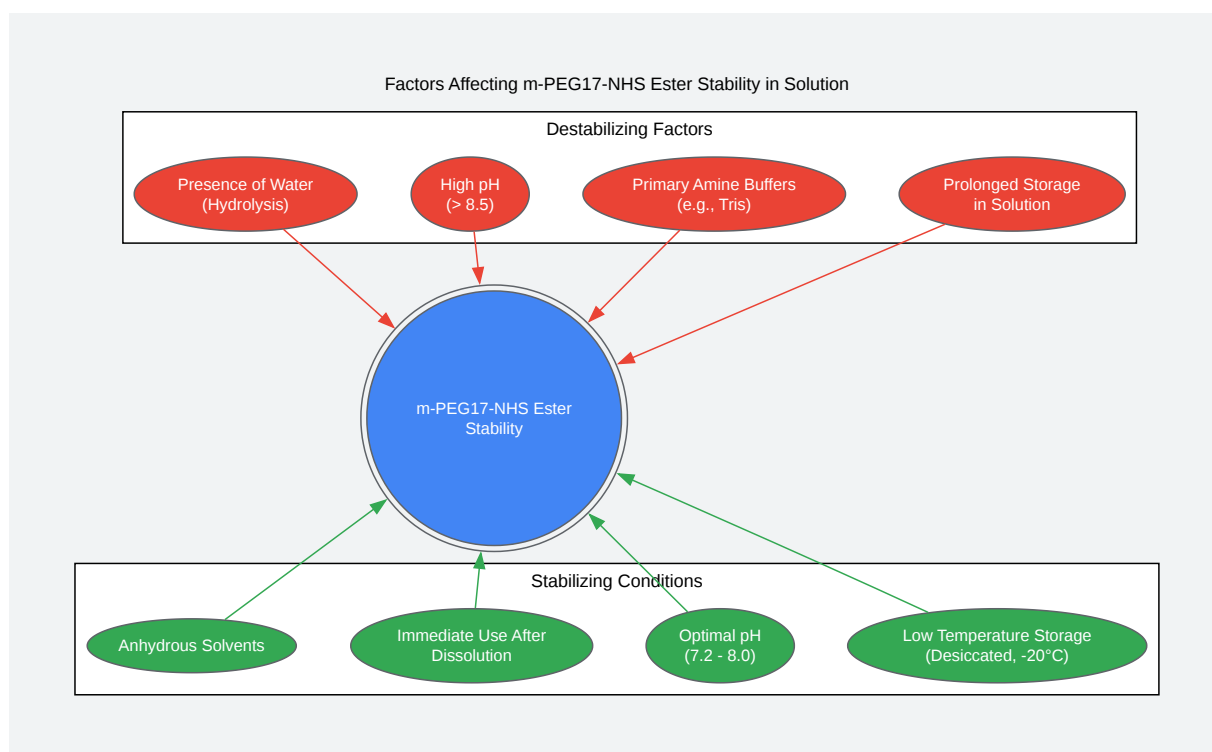 Factors Affecting m-PEG17-NHS Ester Stability in Solution
Destabilizing Factors
Presence of Water
(Hydrolysis)
High pH
(> 8.5)
Primary Amine Buffers
(e.g., Tris)
Prolonged Storage
in Solution
m-PEG17-NHS Ester
Stability
Stabilizing Conditions
Anhydrous Solvents
Immediate Use After
Dissolution
Optimal pH
(7.2 - 8.0)
Low Temperature Storage
(Desiccated, -20°C)